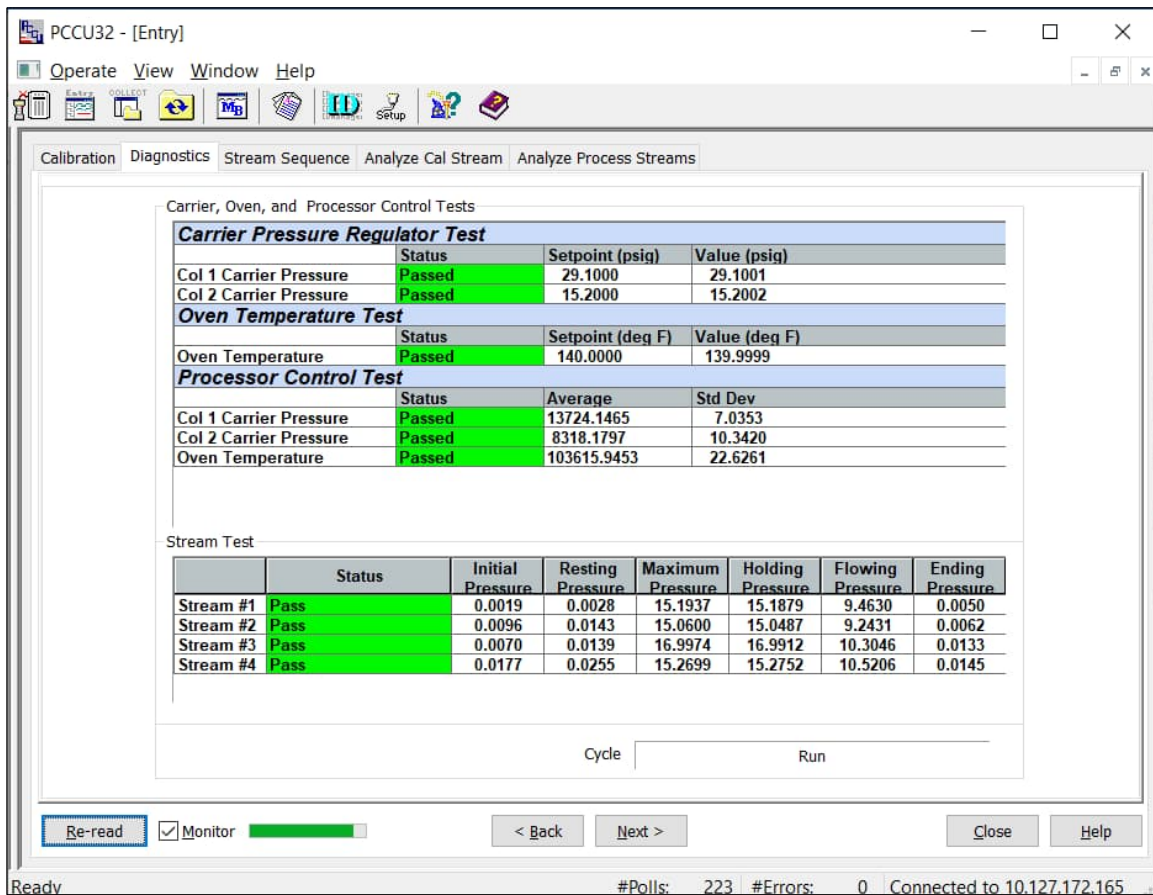 PCCU32 - [Entry]
Operate View Window Help
Entry COLLECT MB ID Setup
Calibration Diagnostics Stream Sequence Analyze Cal Stream Analyze Process Streams
Carrier, Oven, and Processor Control Tests
Carrier Pressure Regulator Test
Status Setpoint (psig) Value (psig)
Col 1 Carrier Pressure Passed 29.1000 29.1001
Col 2 Carrier Pressure Passed 15.2000 15.2002
Oven Temperature Test
Status Setpoint (deg F) Value (deg F)
Oven Temperature Passed 140.0000 139.9999
Processor Control Test
Status Average Std Dev
Col 1 Carrier Pressure Passed 13724.1465 7.0353
Col 2 Carrier Pressure Passed 8318.1797 10.3420
Oven Temperature Passed 103615.9453 22.6261
Stream Test
Status Initial Pressure Resting Pressure Maximum Pressure Holding Pressure Flowing Pressure Ending Pressure
Stream #1 Pass 0.0019 0.0028 15.1937 15.1879 9.4630 0.0050
Stream #2 Pass 0.0096 0.0143 15.0600 15.0487 9.2431 0.0062
Stream #3 Pass 0.0070 0.0139 16.9974 16.9912 10.3046 0.0133
Stream #4 Pass 0.0177 0.0255 15.2699 15.2752 10.5206 0.0145
Cycle Run
Re-read Monitor < Back Next > Close Help
Ready #Polls: 223 #Errors: 0 Connected to 10.127.172.165